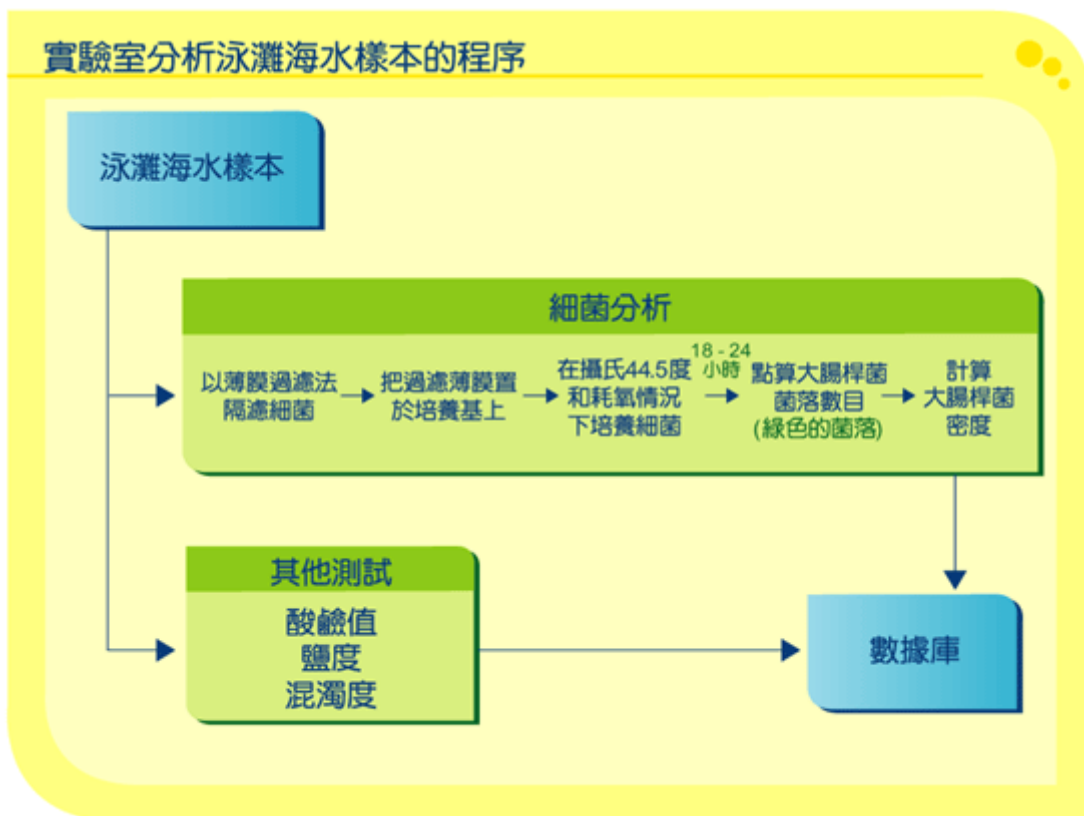 實驗室分析泳灘海水樣本的程序
泳灘海水樣本
細菌分析
以薄膜過濾法
隔濾細菌
把過濾薄膜置
於培養基上
在攝氏44.5度
和耗氧情況
下培養細菌
18 - 24
小時
點算大腸桿菌
菌落數目
(綠色的菌落)
計算
大腸桿菌
密度
其他測試
酸鹼值
鹽度
混濁度
數據庫